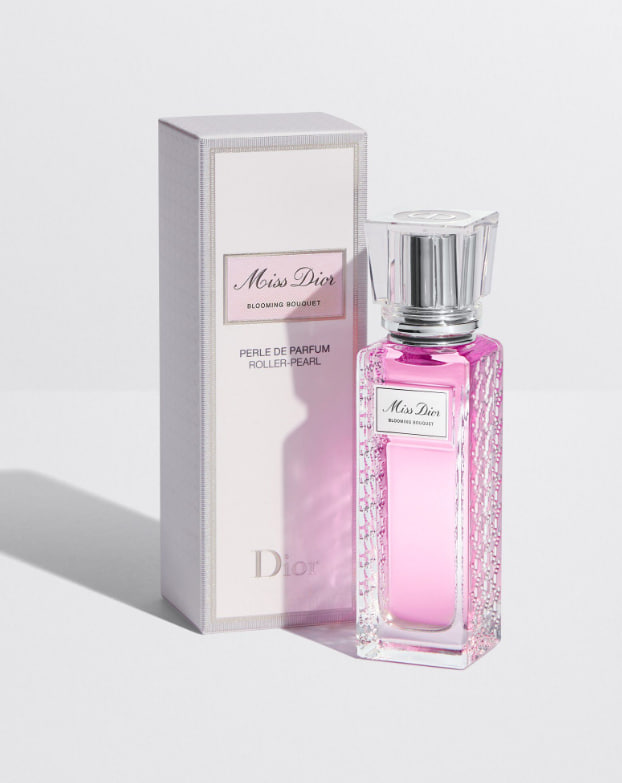 Miss Dior
BLOOMING BOUQUET
PERLE DE PARFUM
ROLLER-PEARL
Dior
Miss Dior
BLOOMING BOUQUET